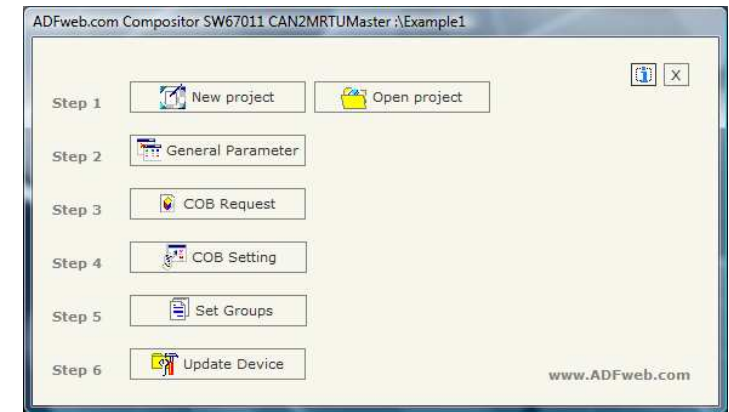 ADFweb.com Compositor SW67011 CAN2MRTUMaster :\Example1
X
Step 1 New project Open project
Step 2 General Parameter
Step 3 COB Request
Step 4 COB Setting
Step 5 Set Groups
Step 6 Update Device
www.ADFweb.com